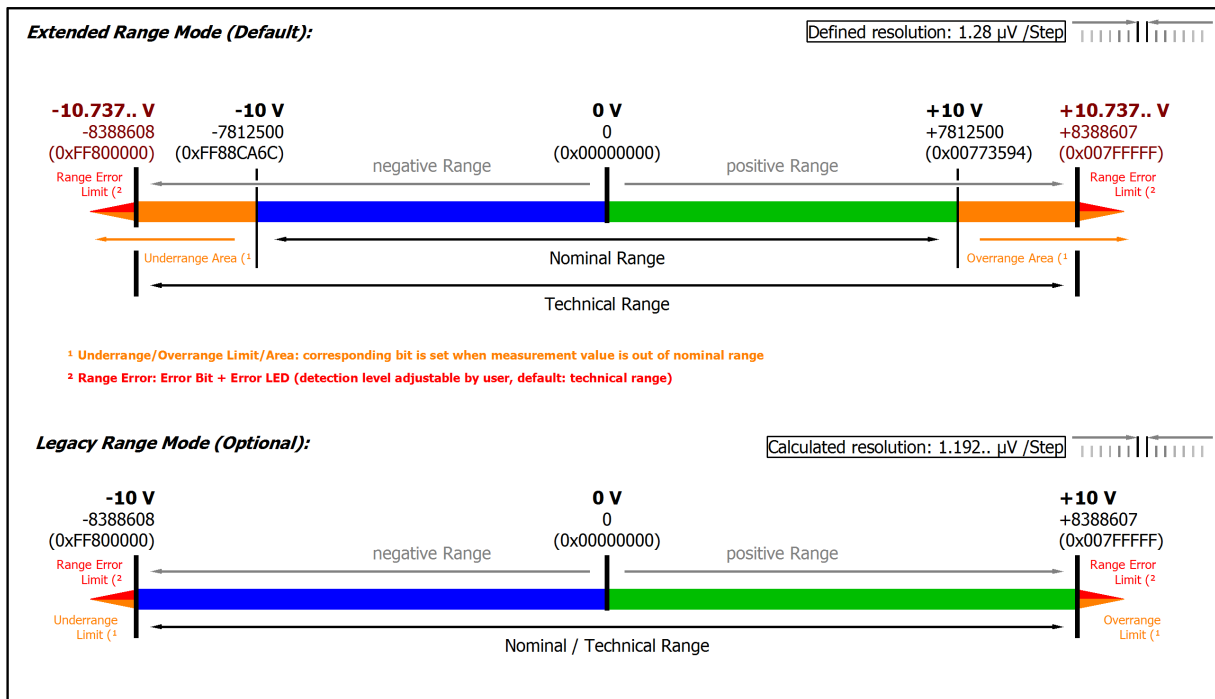 Extended Range Mode (Default):
Defined resolution: 1.28 µV /Step
-10.737.. V
-10 V
0 V
+10 V
+10.737.. V
-8388608
-7812500
0
+7812500
+8388607
(0xFF800000)
(0xFF88CA6C)
(0x00000000)
(0x00773594)
(0x007FFFFF)
negative Range
positive Range
Range Error
Limit (²
Range Error
Limit (²
Underrange Area (¹
Nominal Range
Overrange Area (¹
Technical Range
¹ Underrange/Overrange Limit/Area: corresponding bit is set when measurement value is out of nominal range
² Range Error: Error Bit + Error LED (detection level adjustable by user, default: technical range)
Legacy Range Mode (Optional):
Calculated resolution: 1.192.. µV /Step
-10 V
0 V
+10 V
-8388608
0
+8388607
(0xFF800000)
(0x00000000)
(0x007FFFFF)
negative Range
positive Range
Range Error
Limit (²
Range Error
Limit (²
Underrange
Limit (¹
Overrange
Limit (¹
Nominal / Technical Range